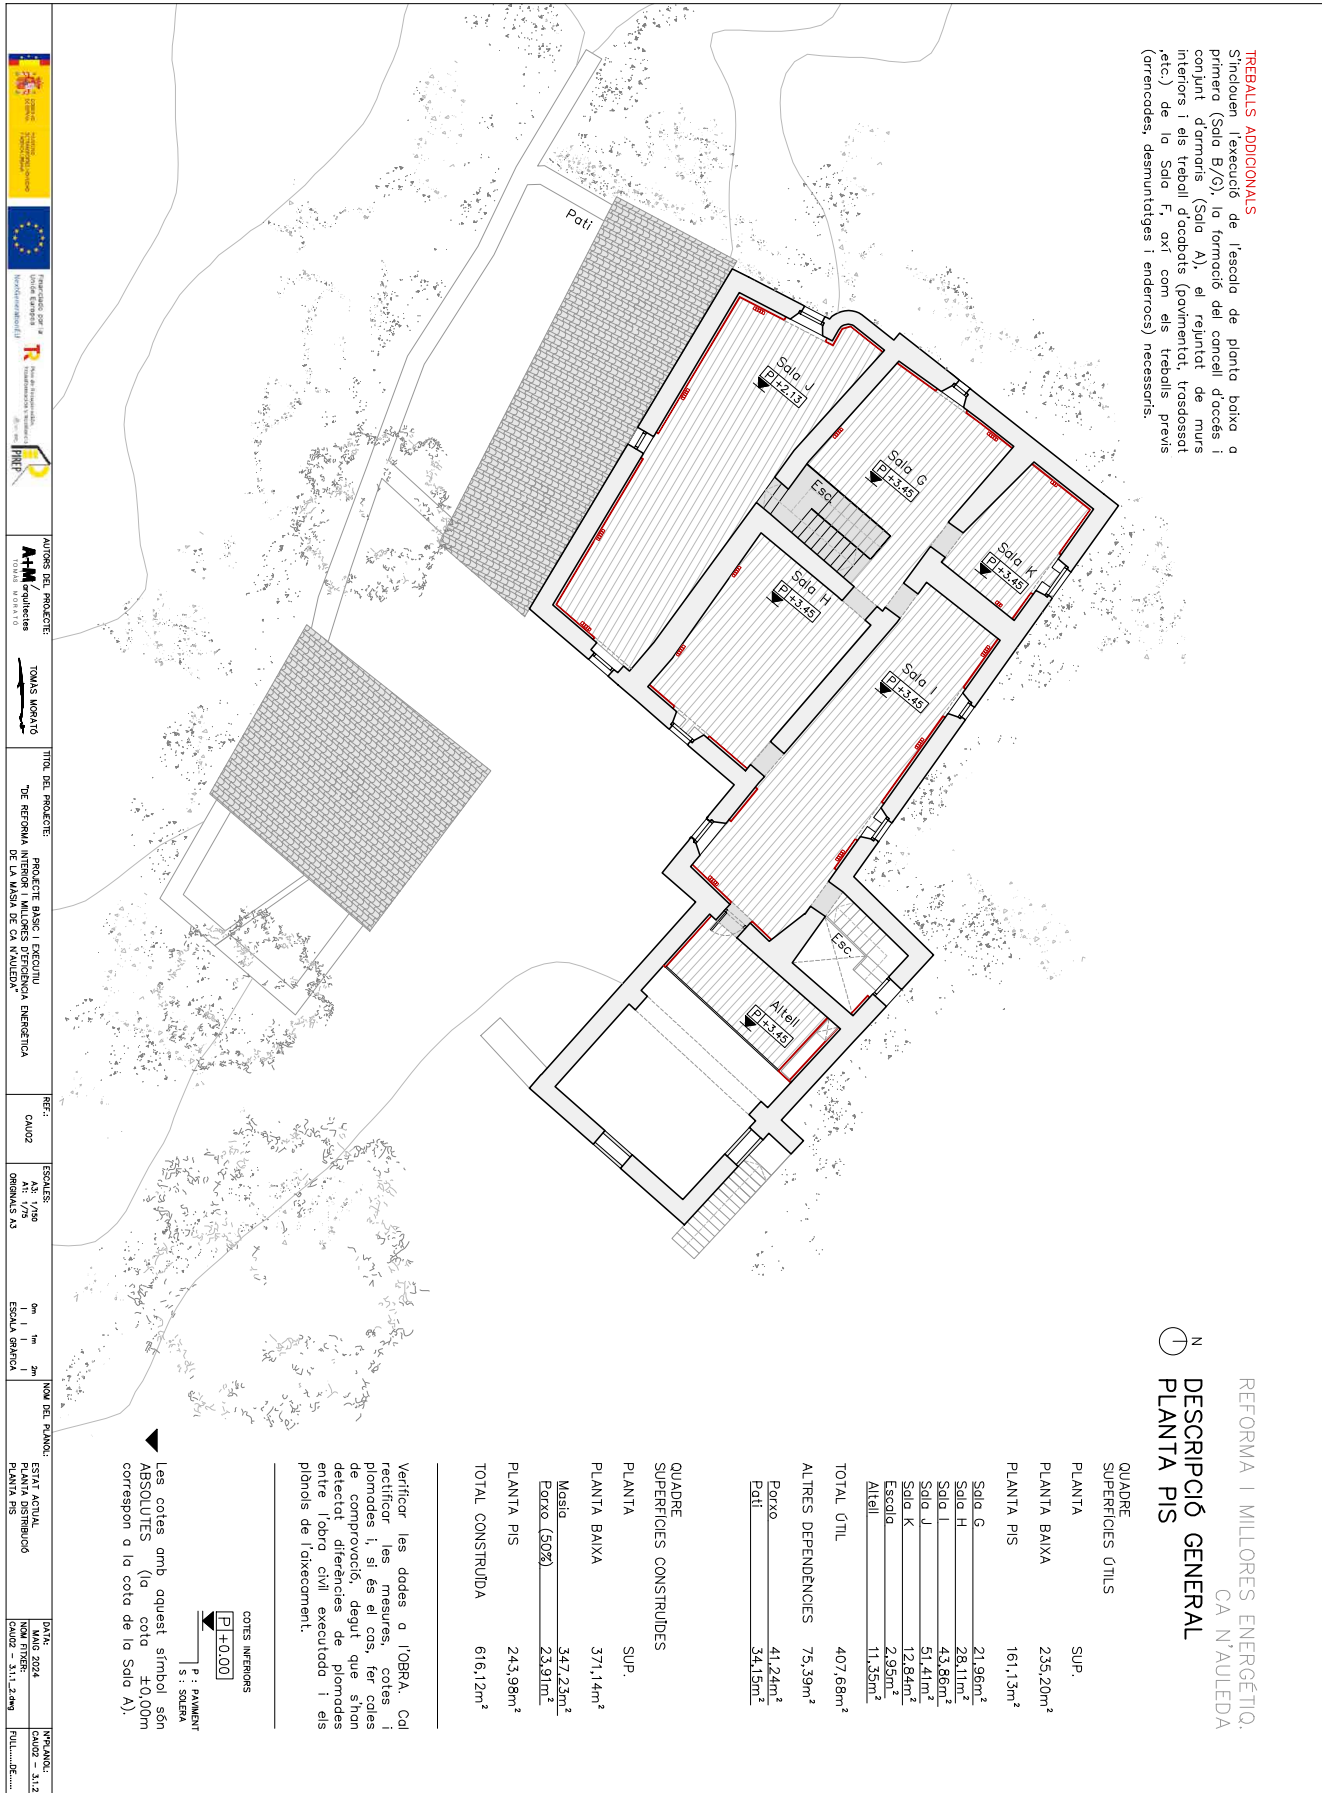 TREBALLS ADDICIONALS
S'inclouen l'execució de l'escala de planta baixa a
primera (Sala B/G), la formació del cancell d'accés i
conjunt d'armaris (Sala A), el rejuntat de murs
interiors i els treball d'acabats (paviment​at, trasdossat
,etc.) de la Sala F, axí com els treballs previs
(arrencades, desmuntatges i enderrocs) necessaris.
REFORMA I MILLORES ENERGÈTIQ.
CA N'AULEDA
N
DESCRIPCIÓ GENERAL
PLANTA PIS
QUADRE
SUPERFÍCIES ÚTILS
PLANTA SUP.
PLANTA BAIXA 235,20m²
PLANTA PIS 161,13m²
Sala G 21,96m²
Sala H 28,11m²
Sala I 43,86m²
Sala J 51,41m²
Sala K 12,84m²
Escala 2,95m²
Altell 11,35m²
TOTAL ÚTIL 407,68m²
ALTRES DEPENDÈNCIES 75,39m²
Porxo 41,24m²
Pati 34,15m²
QUADRE
SUPERFÍCIES CONSTRUÏDES
PLANTA SUP.
PLANTA BAIXA 371,14m²
Masia 347,23m²
Porxo (50%) 23,91m²
PLANTA PIS 243,98m²
TOTAL CONSTRUÏDA 616,12m²
Verificar les dades a l'OBRA. Cal
rectificar les mesures, cotes i
plomades i, si és el cas, fer cales
de comprovació, degut que s'han
detectat diferències de plomades
entre l'obra civil executada i els
plànols de l'aixecament.
COTES INFERIORS
P +0.00
P : PAVIMENT
S : SOLERA
Les cotes amb aquest símbol són
ABSOLUTES (la cota ±0,00m
correspon a la cota de la Sala A).
Pati
Sala J
P +2.13
Sala G
P +3.45
Esc.
Sala K
P +3.45
Sala H
P +3.45
Sala I
P +3.45
Esc.
Altell
P +3.45
Financiado por la
Unión Europea
NextGenerationEU
TR
PIREP
AUTORS DEL PROJECTE:
A+M arquitectes
TOMÀS MORATÓ
TOMÀS MORATÓ
TÍTOL DEL PROJECTE:
PROJECTE BÀSIC I EXECUTIU
"DE REFORMA INTERIOR I MILLORES D'EFICIÈNCIA ENERGÈTICA
DE LA MASIA DE CA N'AULEDA"
REF.:
CAU02
ESCALES:
A3: 1/150
A1: 1/75
ORIGINALS A3
0m 1m 2m
ESCALA GRÀFICA
NOM DEL PLÀNOL:
ESTAT ACTUAL
PLANTA DISTRIBUCIÓ
PLANTA PIS
DATA:
MAIG 2024
NOM FITXER:
CAU02 - 3.1.1_2.dwg
NºPLÀNOL:
CAU02 - 3.1.2
FULL......DE......